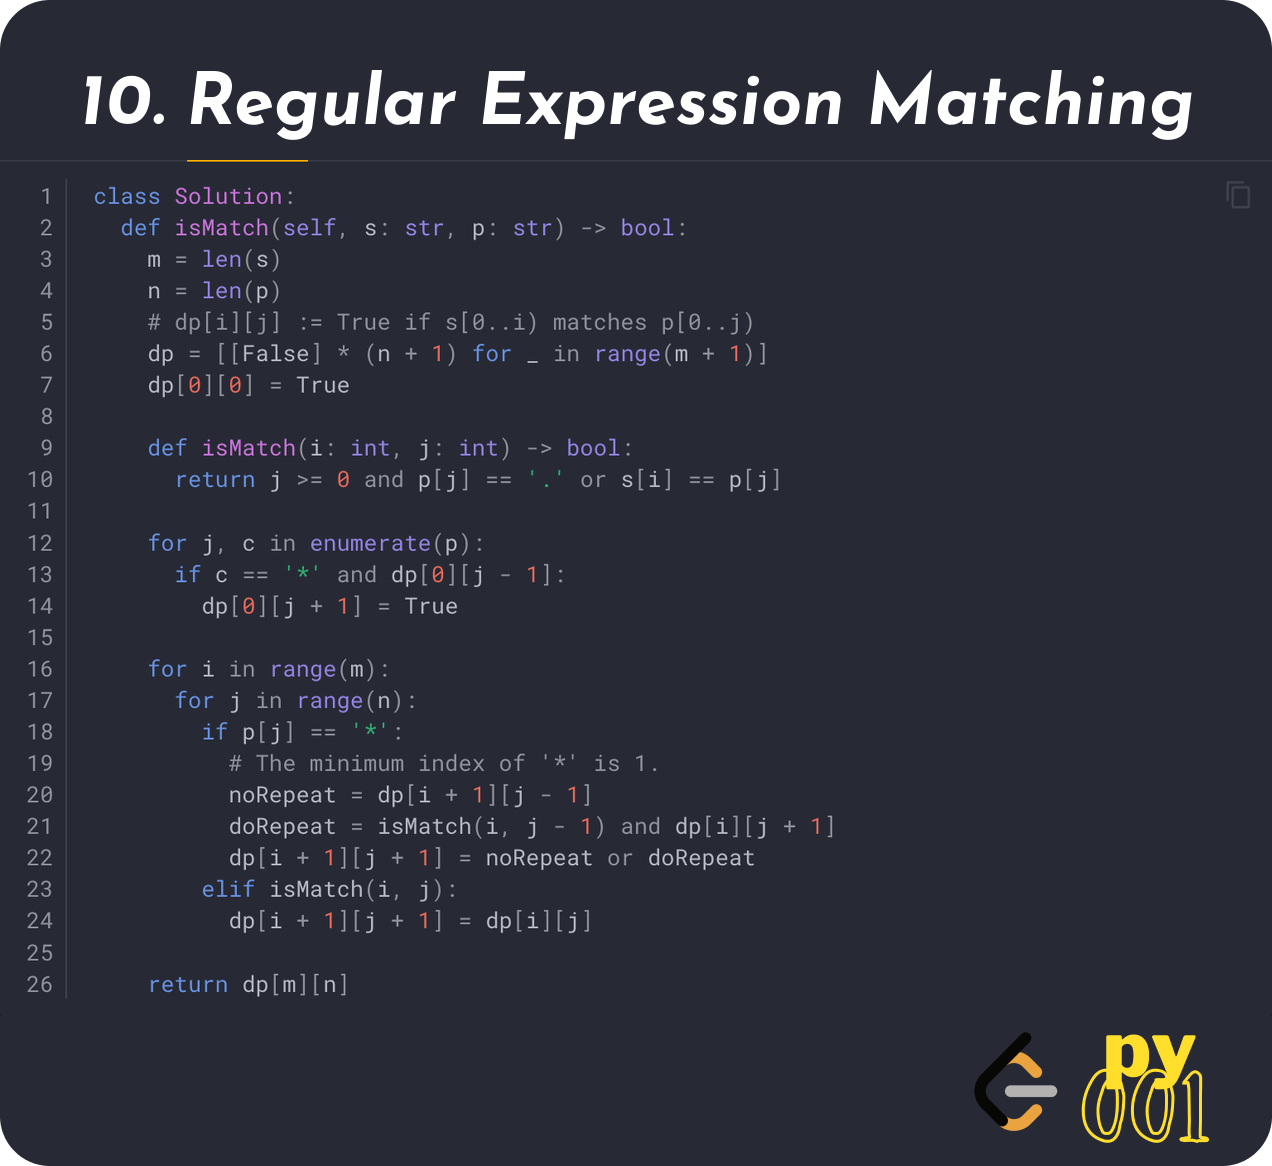 10. Regular Expression Matching
1 class Solution:
2   def isMatch(self, s: str, p: str) -> bool:
3     m = len(s)
4     n = len(p)
5     # dp[i][j] := True if s[0..i) matches p[0..j)
6     dp = [[False] * (n + 1) for _ in range(m + 1)]
7     dp[0][0] = True
8
9     def isMatch(i: int, j: int) -> bool:
10       return j >= 0 and p[j] == '.' or s[i] == p[j]
11
12     for j, c in enumerate(p):
13       if c == '*' and dp[0][j - 1]:
14         dp[0][j + 1] = True
15
16     for i in range(m):
17       for j in range(n):
18         if p[j] == '*':
19           # The minimum index of '*' is 1.
20           noRepeat = dp[i + 1][j - 1]
21           doRepeat = isMatch(i, j - 1) and dp[i][j + 1]
22           dp[i + 1][j + 1] = noRepeat or doRepeat
23         elif isMatch(i, j):
24           dp[i + 1][j + 1] = dp[i][j]
25
26     return dp[m][n]
py
001